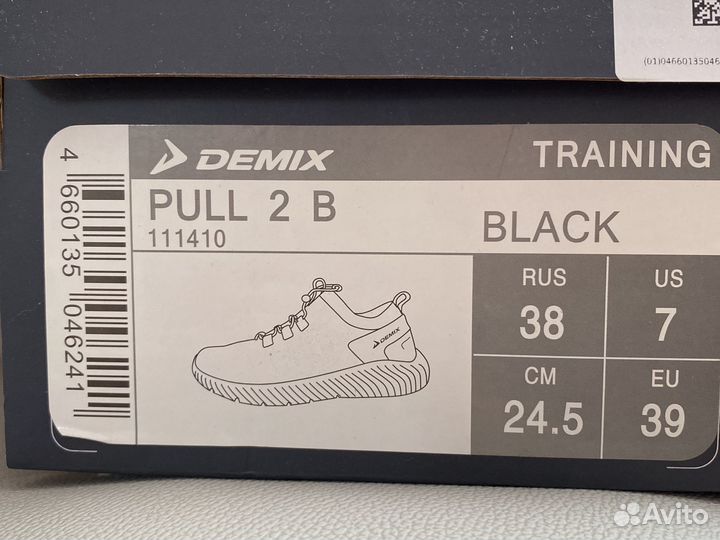 (01)04660135046
DEMIX
TRAINING
PULL 2 B
111410
BLACK
4 660135 046241
RUS
US
38
7
DEMIX
CM
EU
24.5
39
Avito